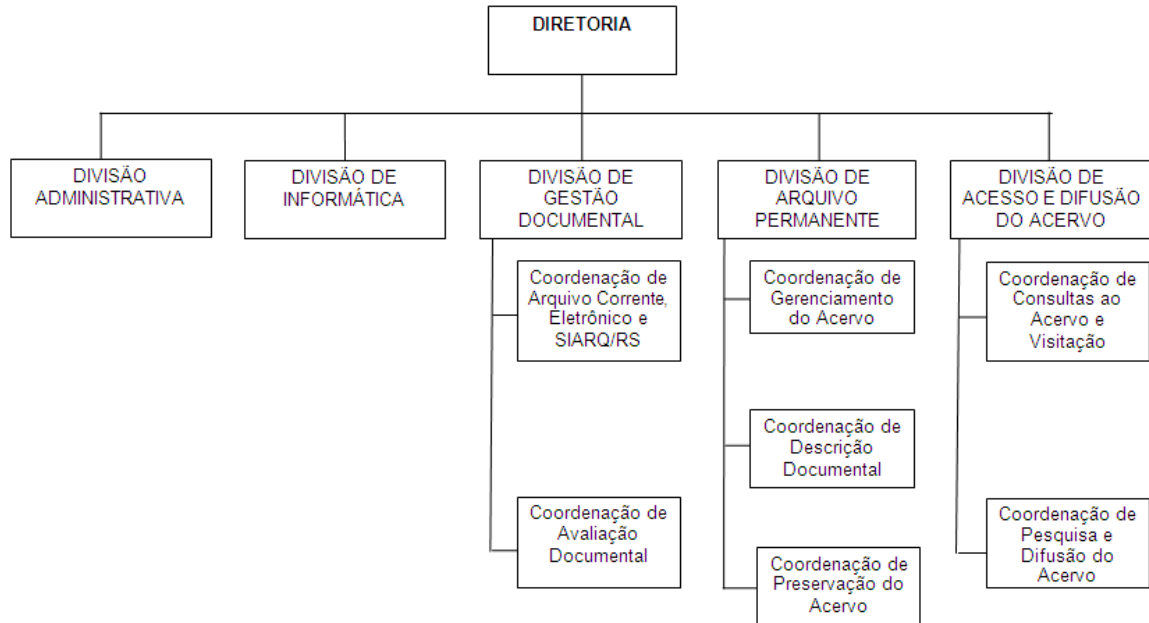 DIRETORIA
DIVISÃO
ADMINISTRATIVA
DIVISÃO DE
INFORMÁTICA
DIVISÃO DE
GESTÃO
DOCUMENTAL
DIVISÃO DE
ARQUIVO
PERMANENTE
DIVISÃO DE
ACESSO E DIFUSÃO
DO ACERVO
Coordenação de
Arquivo Corrente,
Eletrônico e
SIARQ/RS
Coordenação de
Gerenciamento
do Acervo
Coordenação de
Consultas ao
Acervo e
Visitação
Coordenação de
Descrição
Documental
Coordenação de
Avaliação
Documental
Coordenação de
Preservação do
Acervo
Coordenação de
Pesquisa e
Difusão do
Acervo